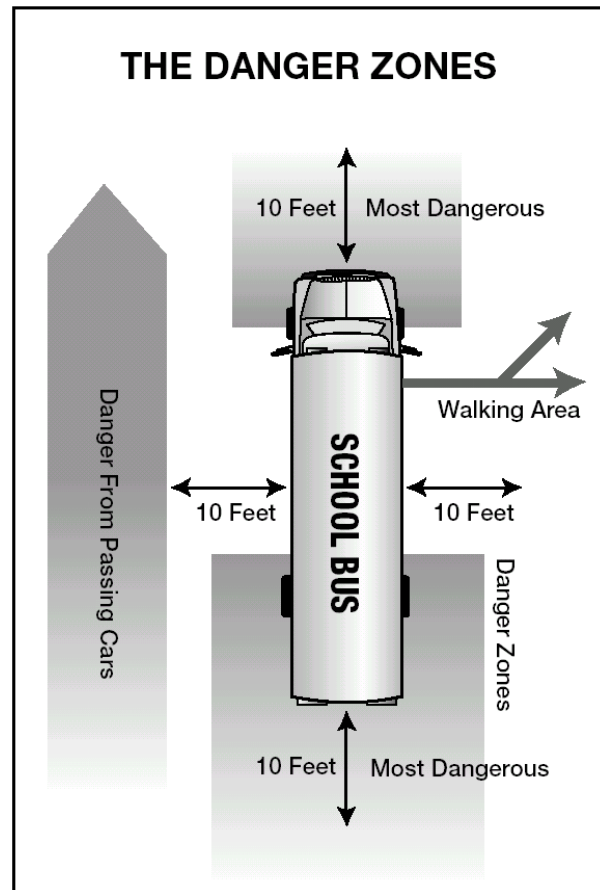 THE DANGER ZONES
10 Feet
Most Dangerous
Walking Area
Danger From Passing Cars
SCHOOL BUS
10 Feet
10 Feet
Danger Zones
10 Feet
Most Dangerous